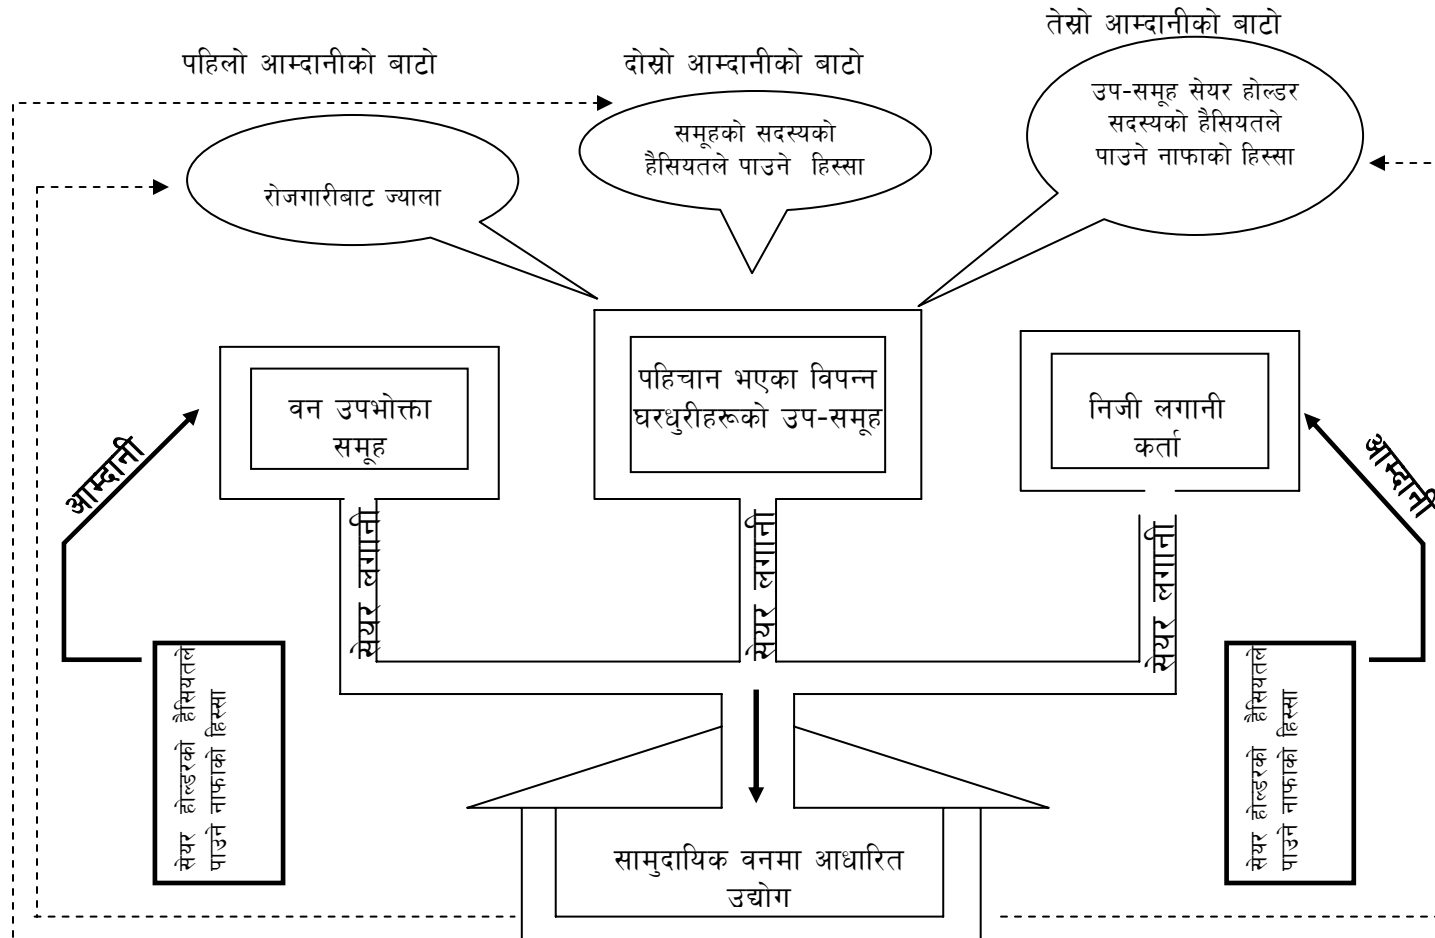 पहिलो आम्दानीको बाटो
दोस्रो आम्दानीको बाटो
तेस्रो आम्दानीको बाटो
रोजगारीबाट ज्याला
समूहको सदस्यको
हैसियतले पाउने हिस्सा
उप-समूह सेयर होल्डर
सदस्यको हैसियतले
पाउने नाफाको हिस्सा
वन उपभोक्ता
समूह
पहिचान भएका विपन्न
घरधुरीहरूको उप-समूह
निजी लगानी
कर्ता
आम्दानी
आम्दानी
सेयर लगानी
सेयर लगानी
सेयर लगानी
सेयर होल्डरको हैसियतले
पाउने नाफाको हिस्सा
सेयर होल्डरको हैसियतले
पाउने नाफाको हिस्सा
सामुदायिक वनमा आधारित
उद्योग